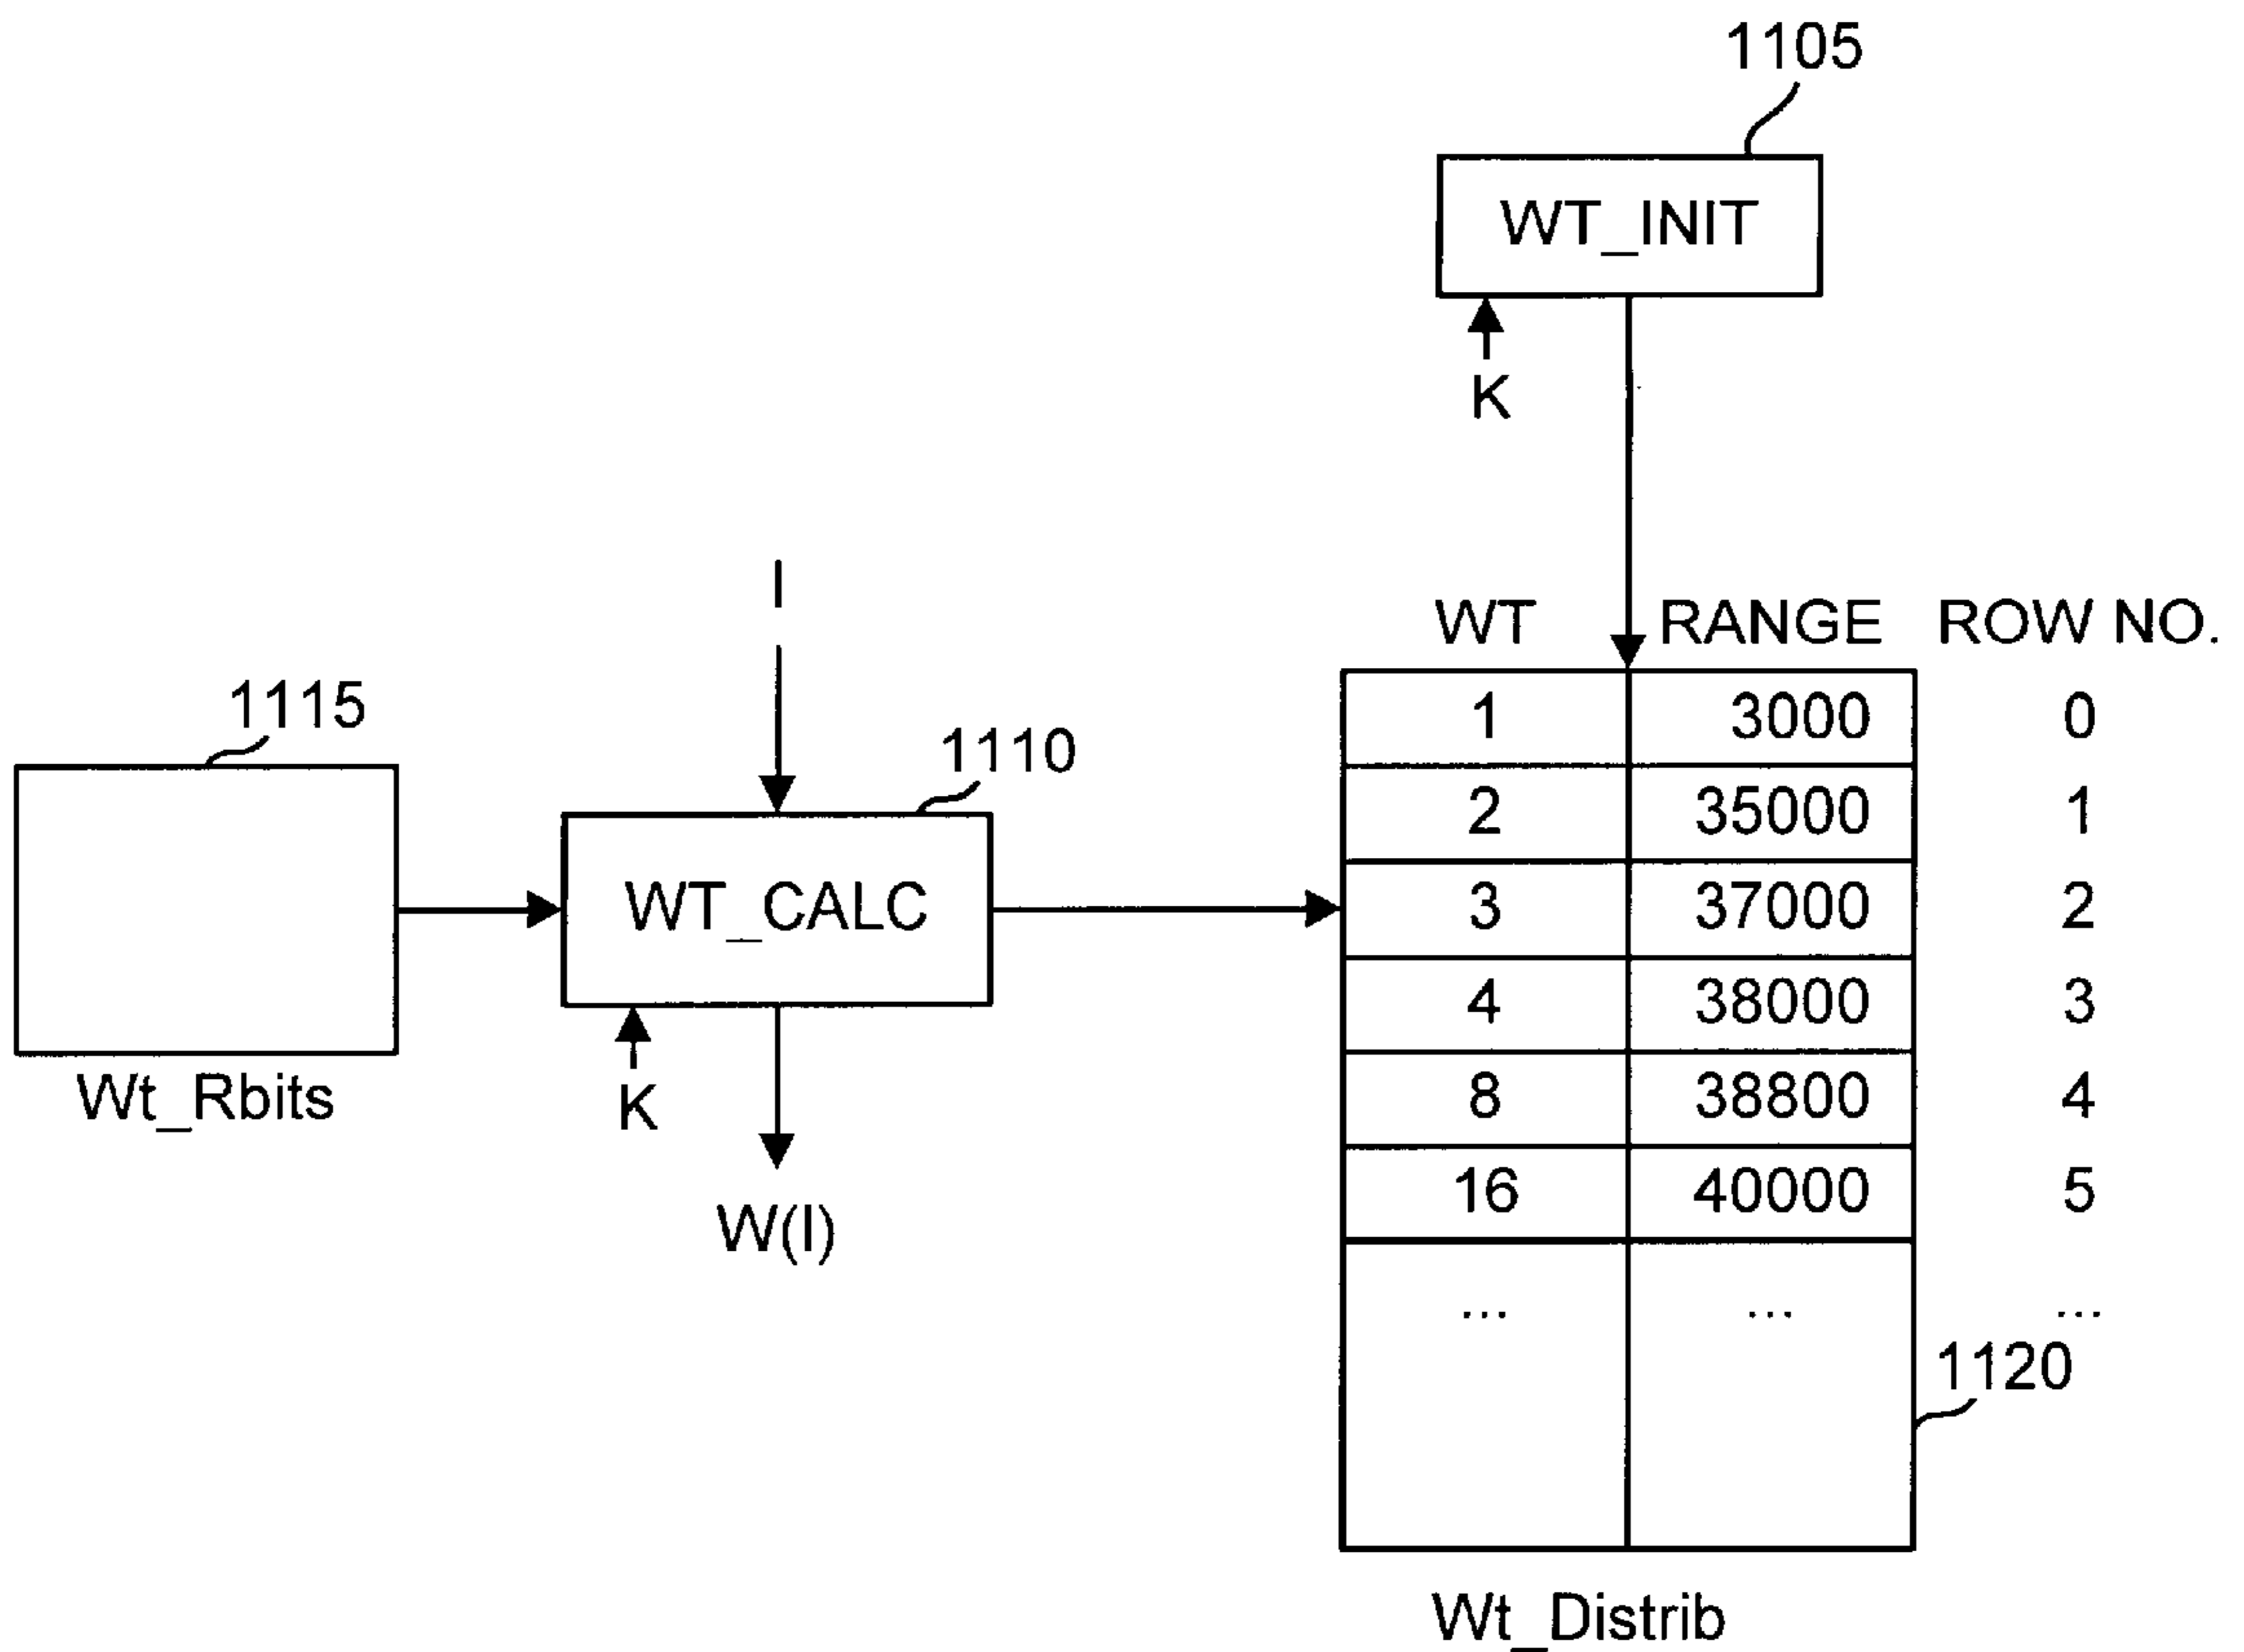 1105
WT_INIT
K
I
WT RANGE ROW NO.
1 3000 0
2 35000 1
3 37000 2
4 38000 3
8 38800 4
16 40000 5
... ... ...
1120
Wt_Distrib
1115
Wt_Rbits
1110
WT_CALC
K
W(I)